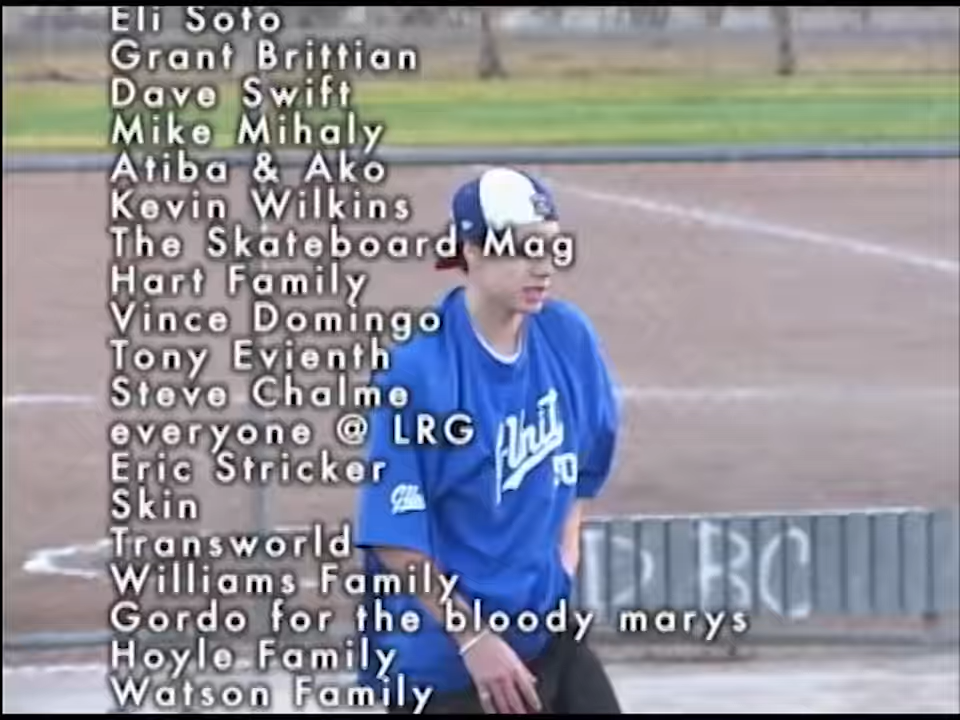 Eli Soto
Grant Brittian
Dave Swift
Mike Mihaly
Atiba & Ako
Kevin Wilkins
The Skateboard Mag
Hart Family
Vince Domingo
Tony Evienth
Steve Chalme
everyone @ LRG
Eric Stricker
Skin
Transworld
Williams Family
Gordo for the bloody marys
Hoyle Family
Watson Family
BC